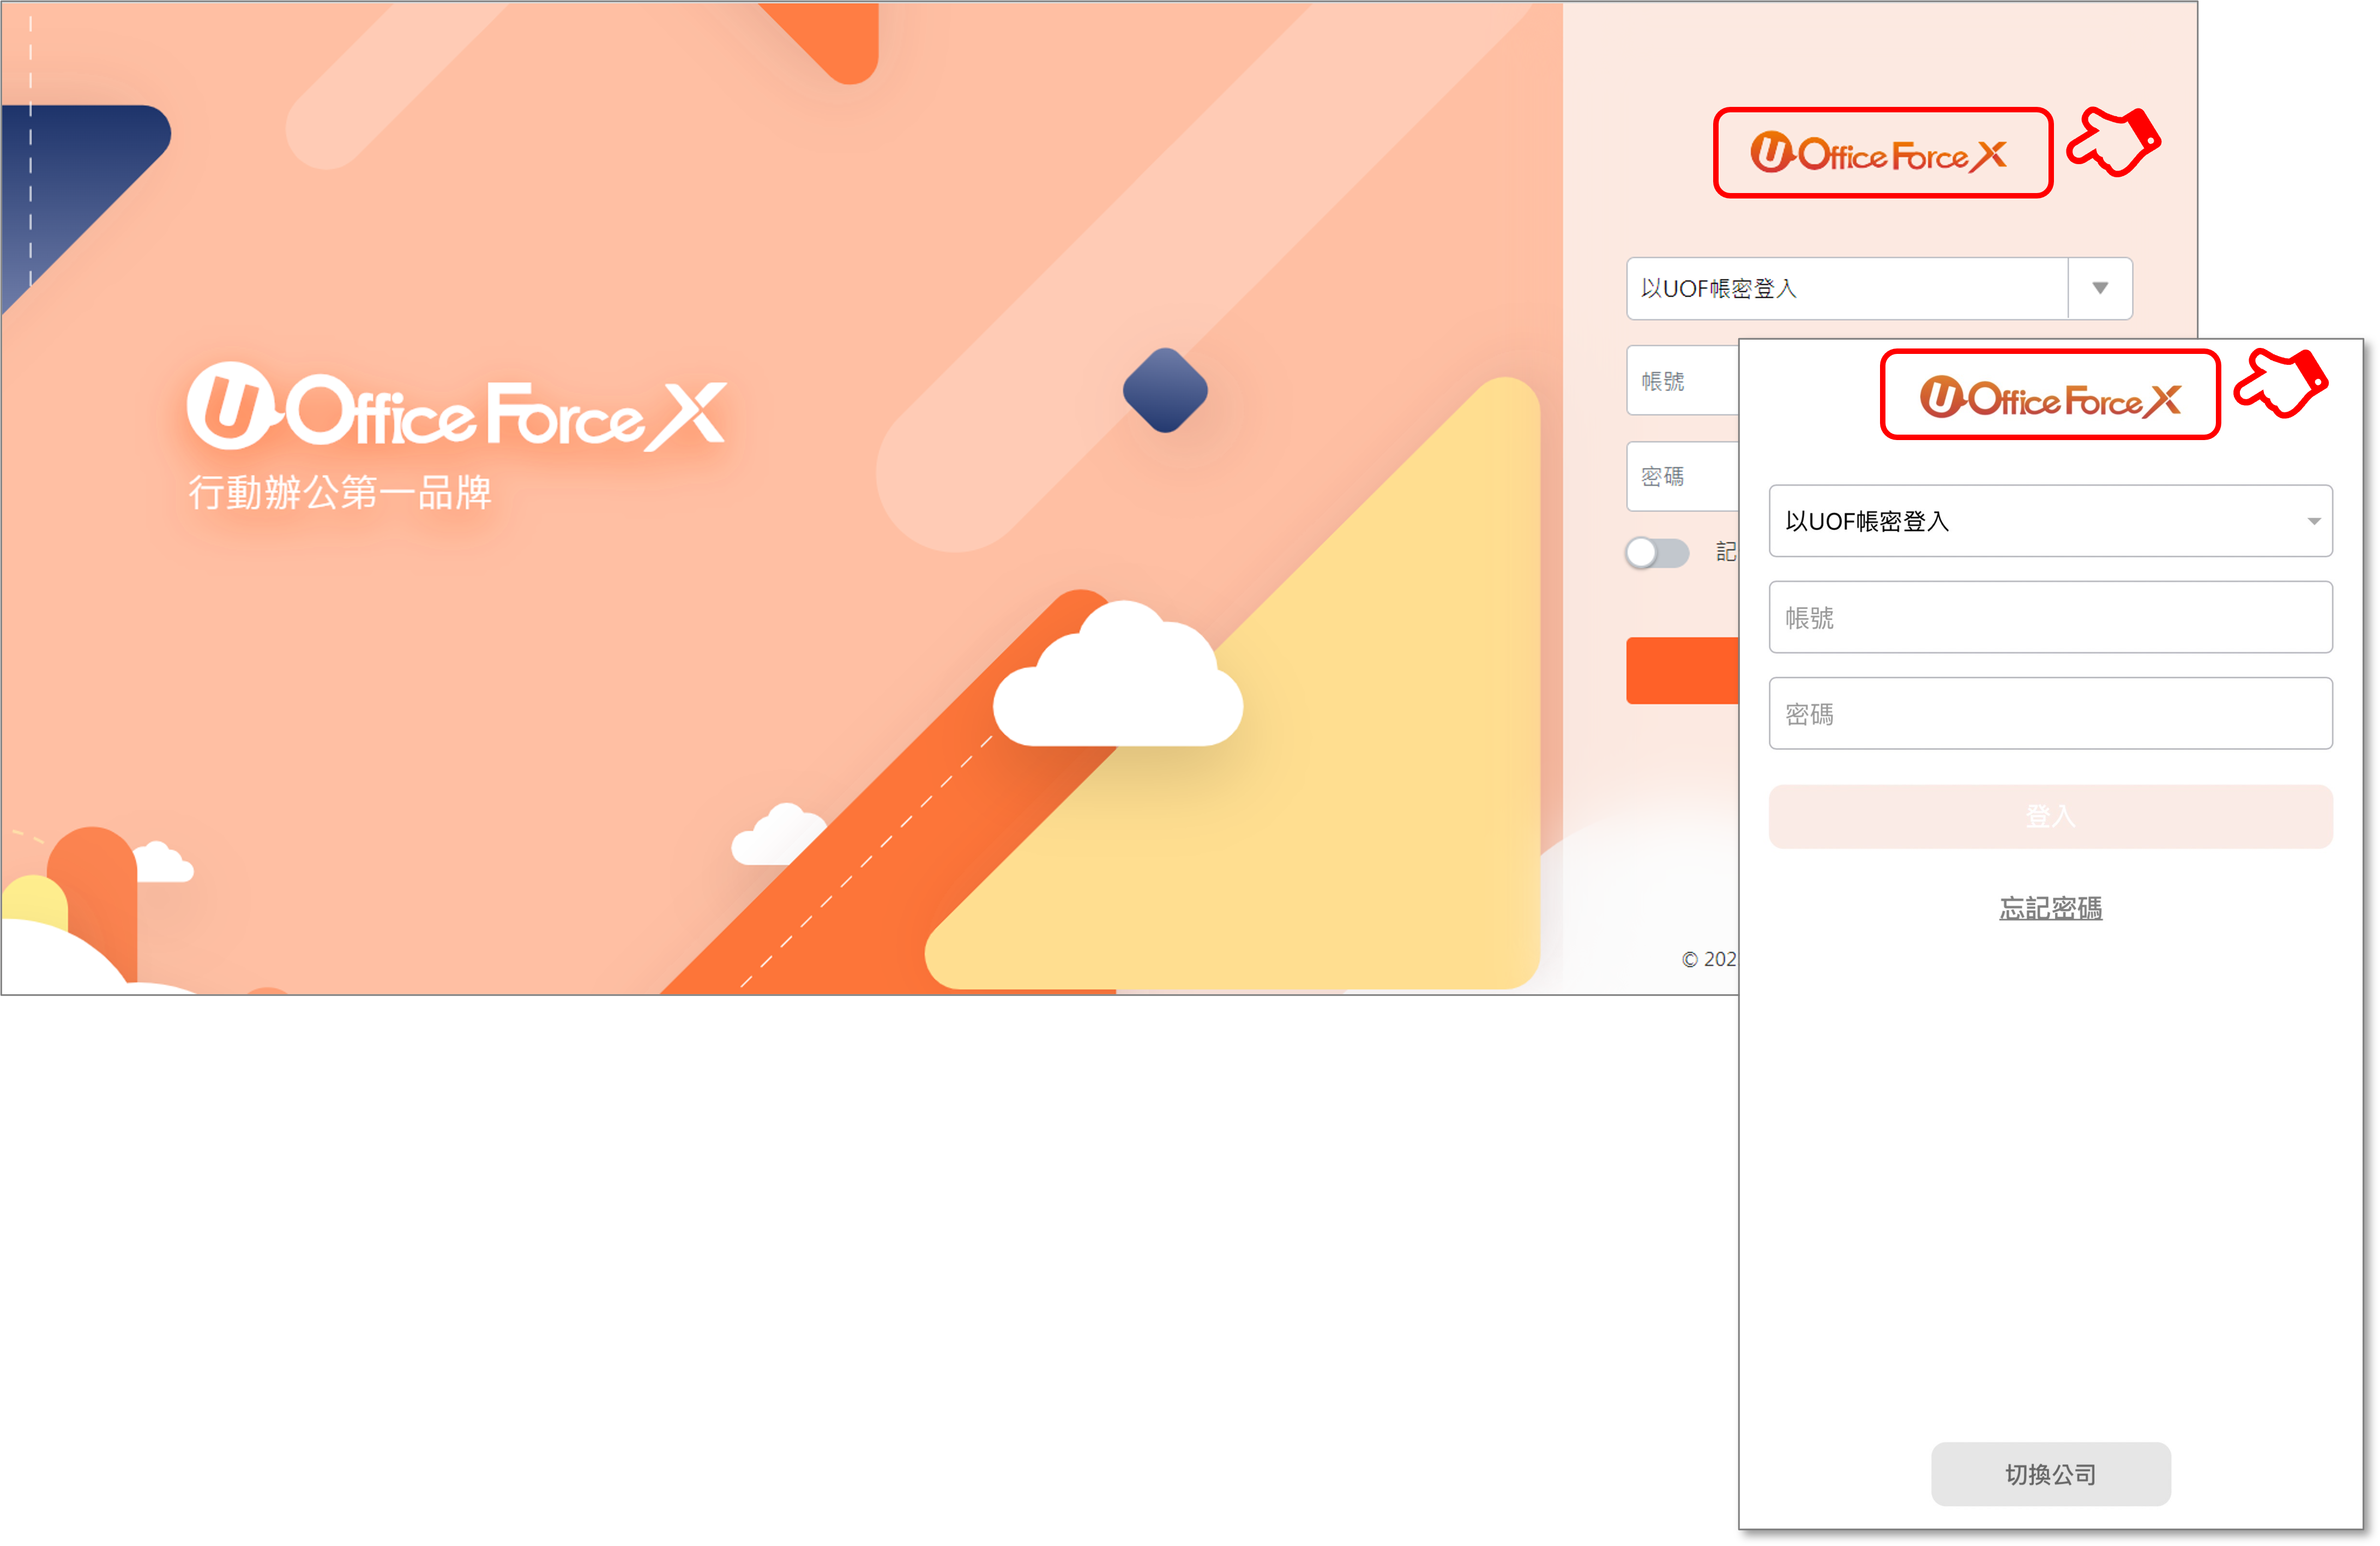 U Office Force X
行動辦公第一品牌
U Office Force X
以UOF帳密登入
帳號
密碼
記
© 202
U Office Force X
以UOF帳密登入
帳號
密碼
登入
忘記密碼
切換公司